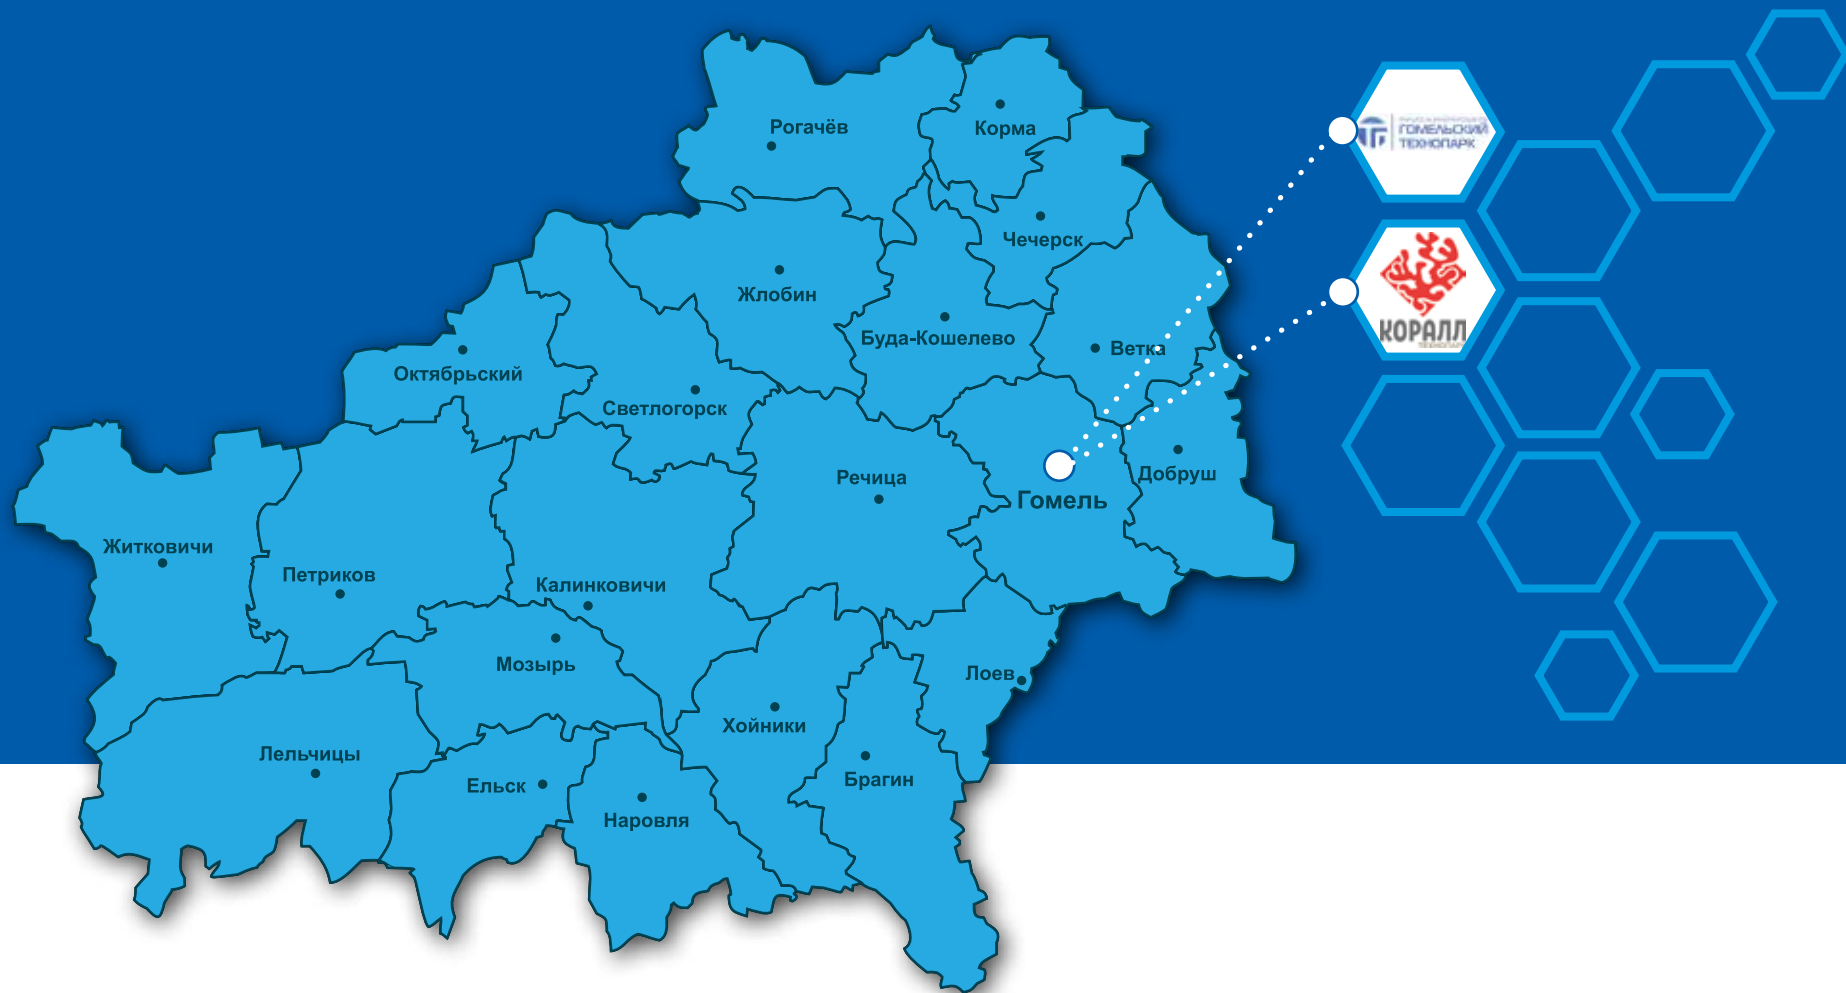 Рогачёв
Корма
ГОМЕЛЬСКИЙ
ТЕХНОПАРК
Чечерск
Жлобин
Буда-Кошелево
Ветка
КОРАЛЛ
ТЕХНОПАРК
Октябрьский
Светлогорск
Речица
Добруш
Гомель
Житковичи
Петриков
Калинковичи
Мозырь
Лоев
Хойники
Лельчицы
Ельск
Брагин
Наровля